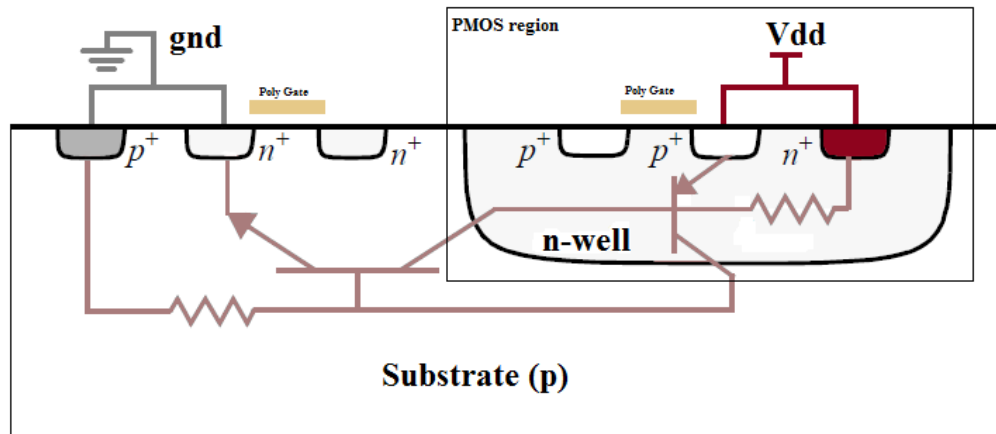 PMOS region
gnd
Vdd
Poly Gate
Poly Gate
p+
n+
n+
p+
p+
n+
n-well
Substrate (p)